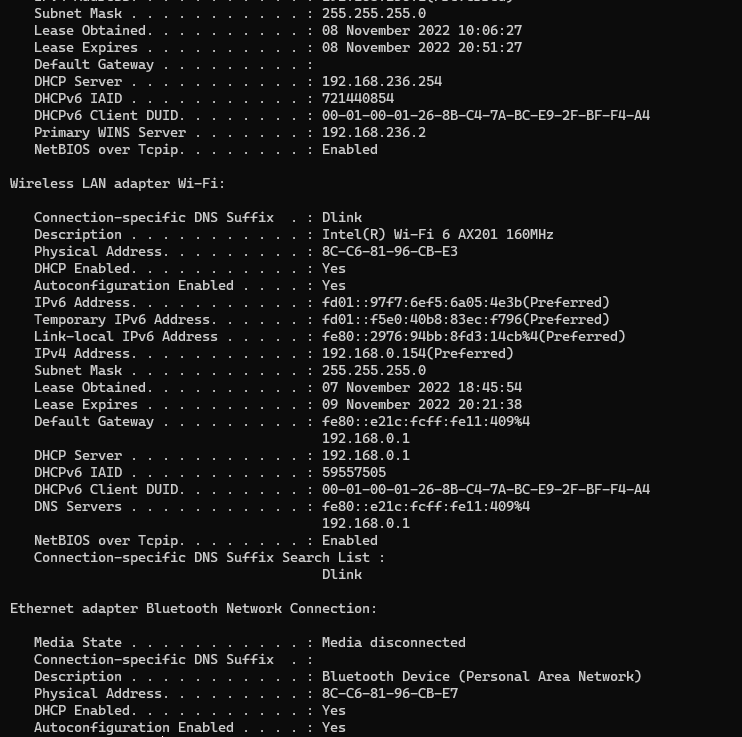 Subnet Mask . . . . . . . . . . . : 255.255.255.0
Lease Obtained. . . . . . . . . . : 08 November 2022 10:06:27
Lease Expires . . . . . . . . . . : 08 November 2022 20:51:27
Default Gateway . . . . . . . . . :
DHCP Server . . . . . . . . . . . : 192.168.236.254
DHCPv6 IAID . . . . . . . . . . . : 721440854
DHCPv6 Client DUID. . . . . . . . : 00-01-00-01-26-8B-C4-7A-BC-E9-2F-BF-F4-A4
Primary WINS Server . . . . . . . : 192.168.236.2
NetBIOS over Tcpip. . . . . . . . : Enabled
Wireless LAN adapter Wi-Fi:
Connection-specific DNS Suffix  . : Dlink
Description . . . . . . . . . . . : Intel(R) Wi-Fi 6 AX201 160MHz
Physical Address. . . . . . . . . : 8C-C6-81-96-CB-E3
DHCP Enabled. . . . . . . . . . . : Yes
Autoconfiguration Enabled . . . . : Yes
IPv6 Address. . . . . . . . . . . : fd01::97f7:6ef5:6a05:4e3b(Preferred)
Temporary IPv6 Address. . . . . . : fd01::f5e0:40b8:83ec:f796(Preferred)
Link-local IPv6 Address . . . . . : fe80::2976:94bb:8fd3:14cb%4(Preferred)
IPv4 Address. . . . . . . . . . . : 192.168.0.154(Preferred)
Subnet Mask . . . . . . . . . . . : 255.255.255.0
Lease Obtained. . . . . . . . . . : 07 November 2022 18:45:54
Lease Expires . . . . . . . . . . : 09 November 2022 20:21:38
Default Gateway . . . . . . . . . : fe80::e21c:fcff:fe11:409%4
192.168.0.1
DHCP Server . . . . . . . . . . . : 192.168.0.1
DHCPv6 IAID . . . . . . . . . . . : 59557505
DHCPv6 Client DUID. . . . . . . . : 00-01-00-01-26-8B-C4-7A-BC-E9-2F-BF-F4-A4
DNS Servers . . . . . . . . . . . : fe80::e21c:fcff:fe11:409%4
192.168.0.1
NetBIOS over Tcpip. . . . . . . . : Enabled
Connection-specific DNS Suffix Search List :
Dlink
Ethernet adapter Bluetooth Network Connection:
Media State . . . . . . . . . . . : Media disconnected
Connection-specific DNS Suffix  . :
Description . . . . . . . . . . . : Bluetooth Device (Personal Area Network)
Physical Address. . . . . . . . . : 8C-C6-81-96-CB-E7
DHCP Enabled. . . . . . . . . . . : Yes
Autoconfiguration Enabled . . . . : Yes